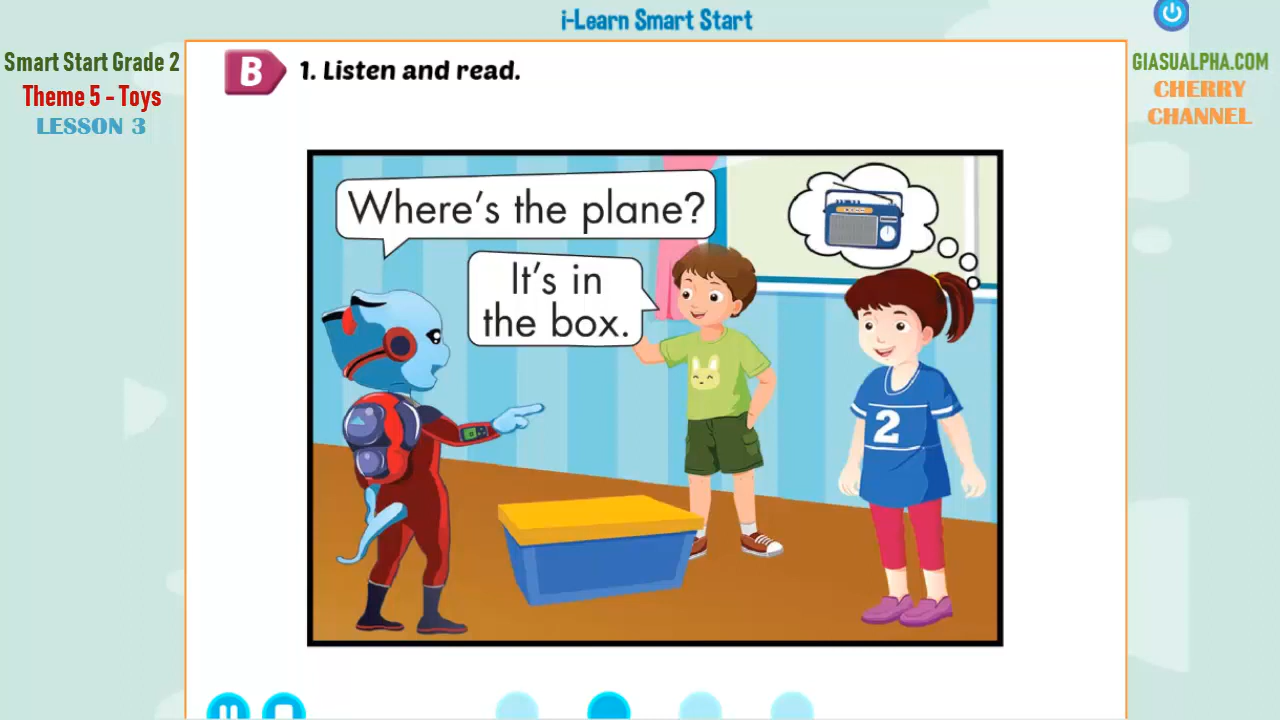 i-Learn Smart Start
Smart Start Grade 2
Theme 5 - Toys
LESSON 3
GIASUALPHA.COM
CHERRY
CHANNEL
B
1. Listen and read.
Where's the plane?
It's in
the box.
2